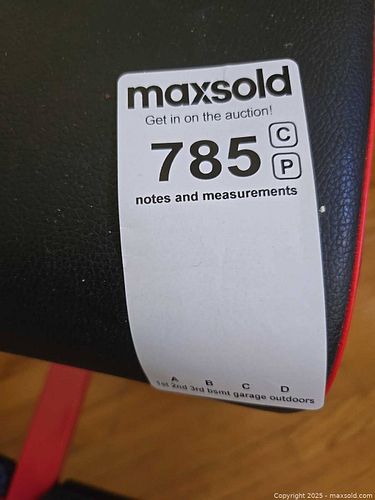 maxsold
Get in on the auction!
785 C
P
notes and measurements
A B C D
1st 2nd 3rd bsmt garage outdoors
Copyright 2025 - maxsold.com